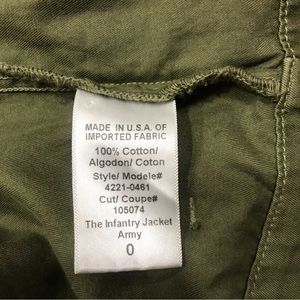 MADE IN U.S.A. OF
IMPORTED FABRIC
100% Cotton/
Algodon/ Coton
Style/ Modele#
4221-0461
Cut/ Coupe#
105074
The Infantry Jacket
Army
0